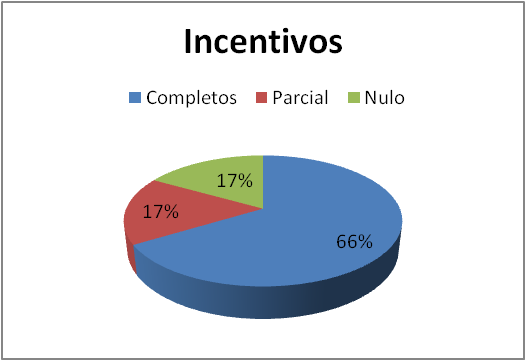 Incentivos
Completos Parcial Nulo
17%
17%
66%